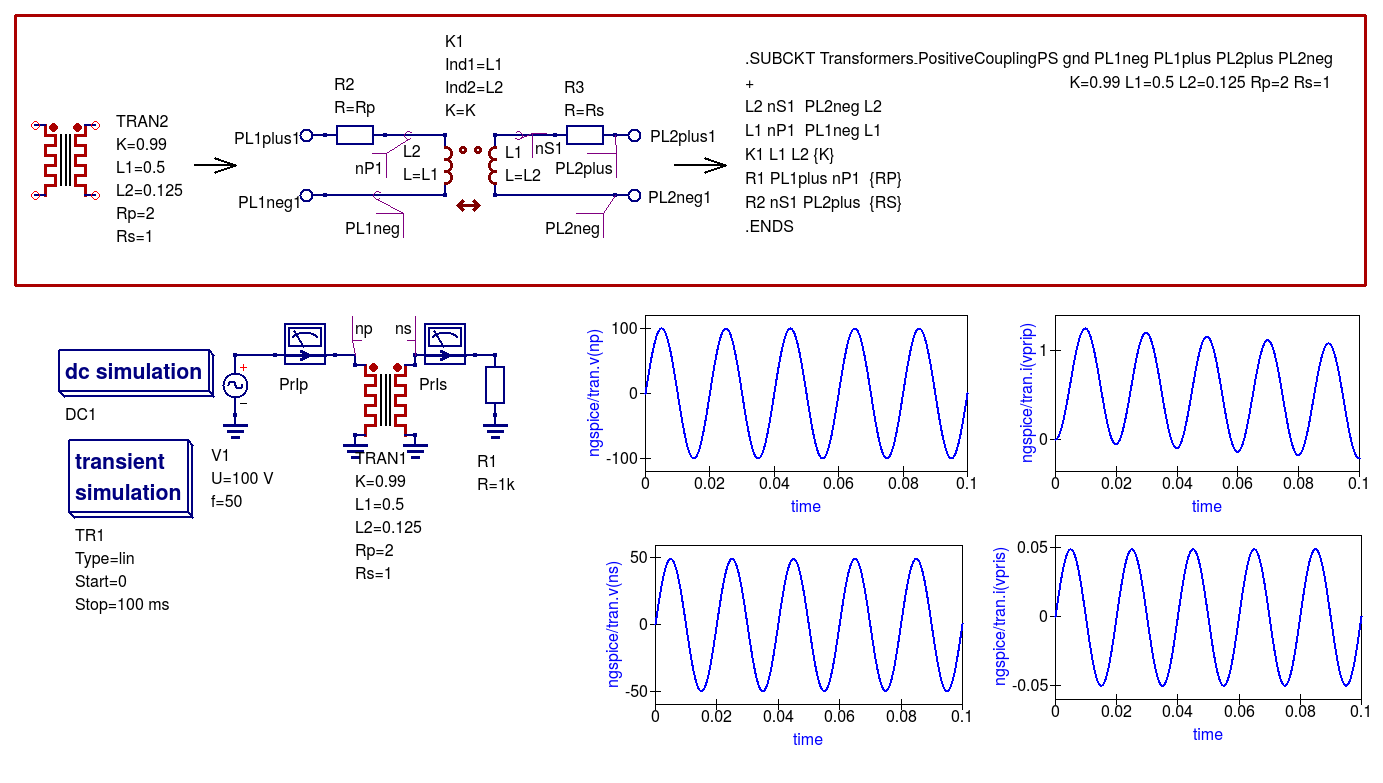 TRAN2
K=0.99
L1=0.5
L2=0.125
Rp=2
Rs=1
PL1plus1
PL1neg1
R2
R=Rp
nP1
PL1neg
K1
Ind1=L1
Ind2=L2
K=K
L2
L=L1
L1
L=L2
nS1
R3
R=Rs
PL2plus
PL2neg
PL2plus1
PL2neg1
.SUBCKT Transformers.PositiveCouplingPS gnd PL1neg PL1plus PL2plus PL2neg
+ K=0.99 L1=0.5 L2=0.125 Rp=2 Rs=1
L2 nS1 PL2neg L2
L1 nP1 PL1neg L1
K1 L1 L2 {K}
R1 PL1plus nP1 {RP}
R2 nS1 PL2plus {RS}
.ENDS
dc simulation
DC1
transient
simulation
TR1
Type=lin
Start=0
Stop=100 ms
+
−
V1
U=100 V
f=50
PrIp
np
ns
PrIs
TRAN1
K=0.99
L1=0.5
L2=0.125
Rp=2
Rs=1
R1
R=1k
ngspice/tran.v(np)
100
0
-100
0 0.02 0.04 0.06 0.08 0.1
time
ngspice/tran.i(vprip)
1
0
0 0.02 0.04 0.06 0.08 0.1
time
ngspice/tran.v(ns)
50
0
-50
0 0.02 0.04 0.06 0.08 0.1
time
ngspice/tran.i(vpris)
0.05
0
-0.05
0 0.02 0.04 0.06 0.08 0.1
time